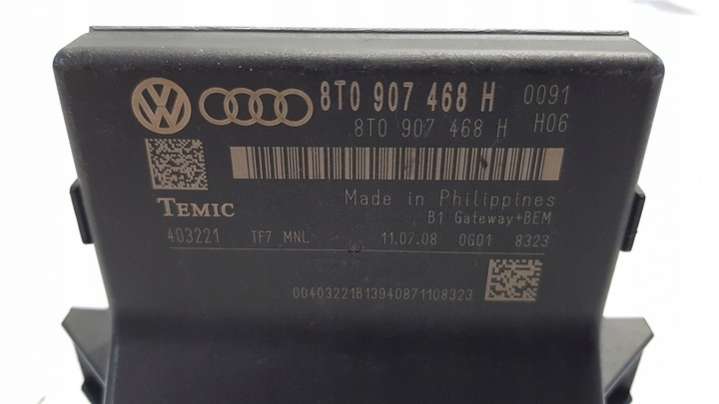 8T0 907 468 H 0091
8T0 907 468 H H06
TEMIC
Made in Philippines
B1 Gateway+BEM
403221 TF7 MNL 11.07.08 0G01 8323
00403221813940871108323